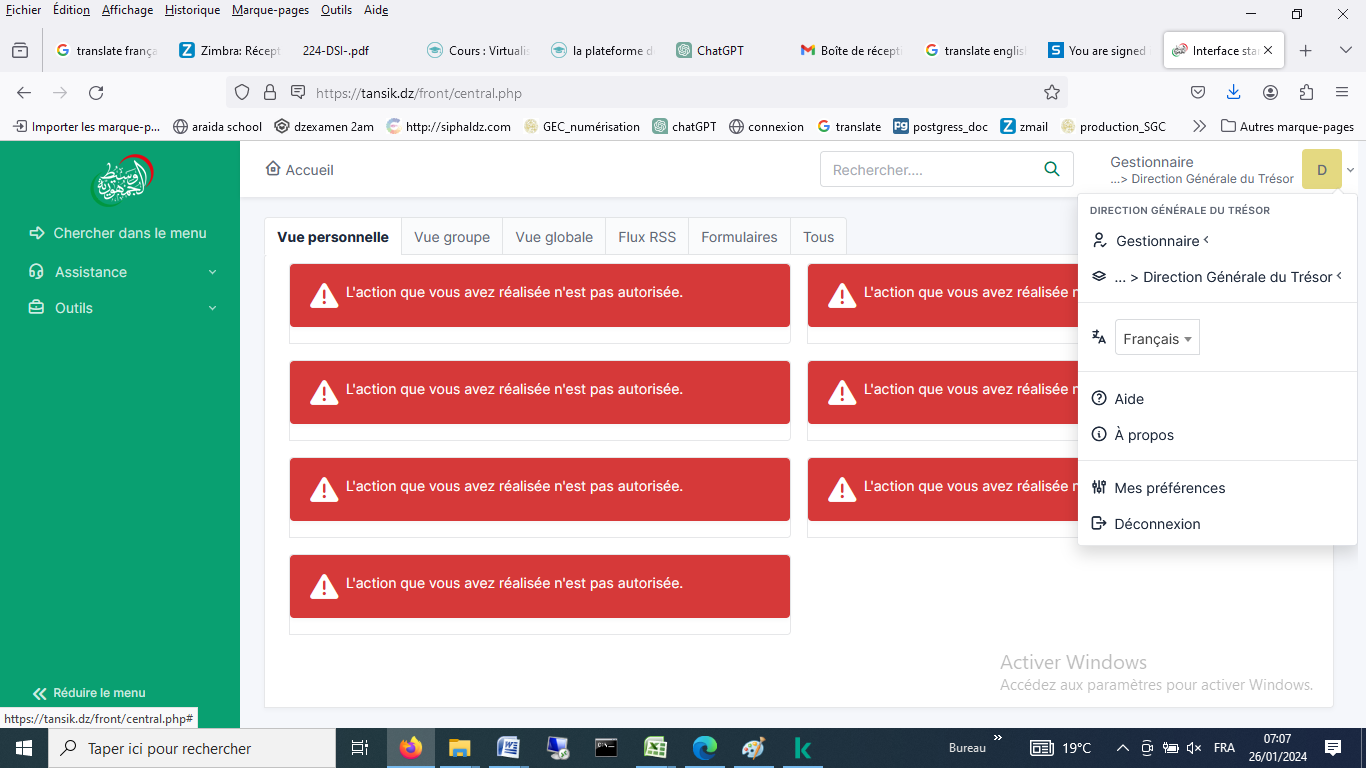 Fichier Édition Affichage Historique Marque-pages Outils Aide
translate frança
Zimbra: Récept
224-DSI-.pdf
Cours : Virtualis
la plateforme de
ChatGPT
Boîte de récepti
translate englis
You are signed
Interface star
https://tansik.dz/front/central.php
Importer les marque-p...
araida school
dzexamen 2am
http://siphaldz.com
GEC_numérisation
chatGPT
connexion
translate
postgress_doc
zmail
production_SGC
Autres marque-pages
Chercher dans le menu
Assistance
Outils
Réduire le menu
https://tansik.dz/front/central.php#
Accueil
Rechercher....
Gestionnaire
...> Direction Générale du Trésor
D
Vue personnelle
Vue groupe
Vue globale
Flux RSS
Formulaires
Tous
L'action que vous avez réalisée n'est pas autorisée.
L'action que vous avez réalisée n
L'action que vous avez réalisée n'est pas autorisée.
L'action que vous avez réalisée n
L'action que vous avez réalisée n'est pas autorisée.
L'action que vous avez réalisée n
L'action que vous avez réalisée n'est pas autorisée.
DIRECTION GÉNÉRALE DU TRÉSOR
Gestionnaire
... > Direction Générale du Trésor
Français
Aide
À propos
Mes préférences
Déconnexion
Activer Windows
Accédez aux paramètres pour activer Windows.
Taper ici pour rechercher
Bureau
19°C
FRA
07:07
26/01/2024